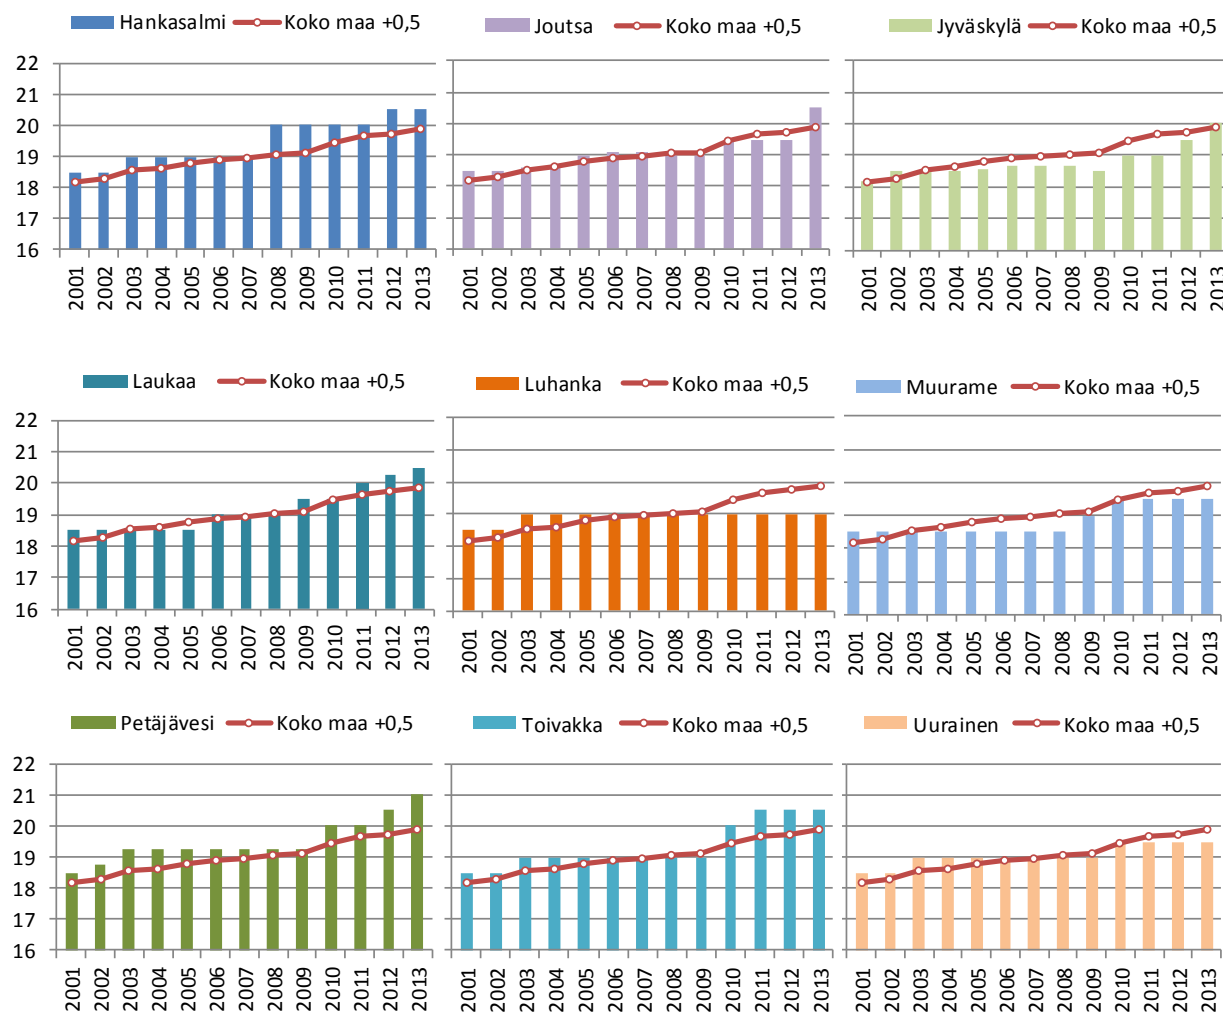 Hankasalmi Koko maa +0,5
Joutsa Koko maa +0,5
Jyväskylä Koko maa +0,5
22
21
20
19
18
17
16
2001 2002 2003 2004 2005 2006 2007 2008 2009 2010 2011 2012 2013
2001 2002 2003 2004 2005 2006 2007 2008 2009 2010 2011 2012 2013
2001 2002 2003 2004 2005 2006 2007 2008 2009 2010 2011 2012 2013
Laukaa Koko maa +0,5
Luhanka Koko maa +0,5
Muurame Koko maa +0,5
22
21
20
19
18
17
16
2001 2002 2003 2004 2005 2006 2007 2008 2009 2010 2011 2012 2013
2001 2002 2003 2004 2005 2006 2007 2008 2009 2010 2011 2012 2013
2001 2002 2003 2004 2005 2006 2007 2008 2009 2010 2011 2012 2013
Petäjävesi Koko maa +0,5
Toivakka Koko maa +0,5
Uurainen Koko maa +0,5
22
21
20
19
18
17
16
2001 2002 2003 2004 2005 2006 2007 2008 2009 2010 2011 2012 2013
2001 2002 2003 2004 2005 2006 2007 2008 2009 2010 2011 2012 2013
2001 2002 2003 2004 2005 2006 2007 2008 2009 2010 2011 2012 2013